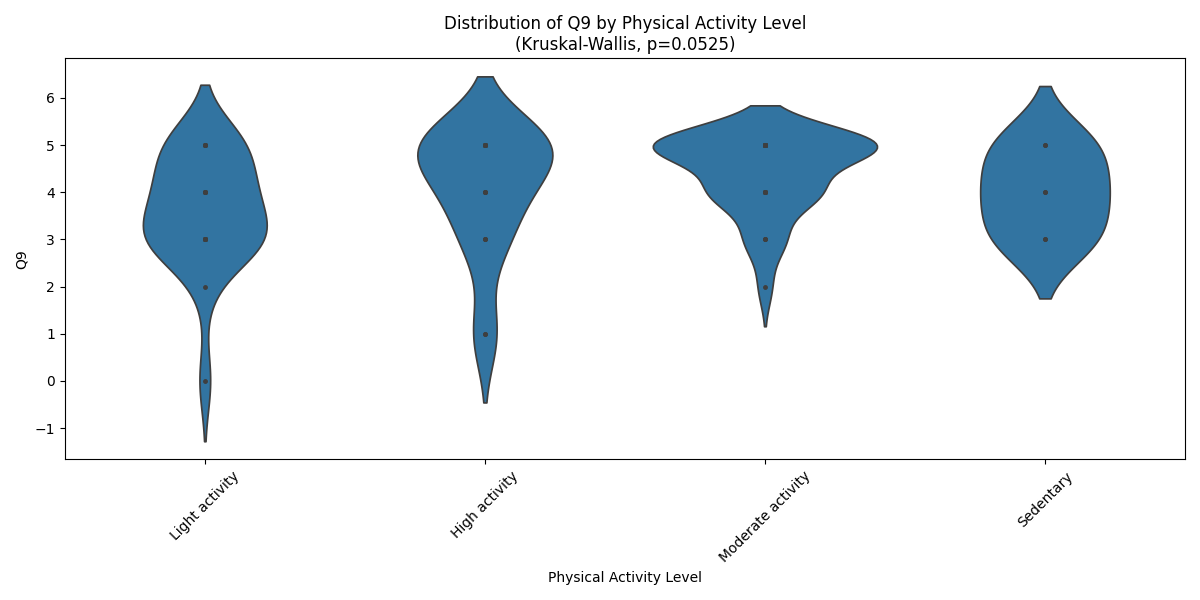 Distribution of Q9 by Physical Activity Level
(Kruskal-Wallis, p=0.0525)
Q9
6
5
4
3
2
1
0
−1
Light activity
High activity
Moderate activity
Sedentary
Physical Activity Level